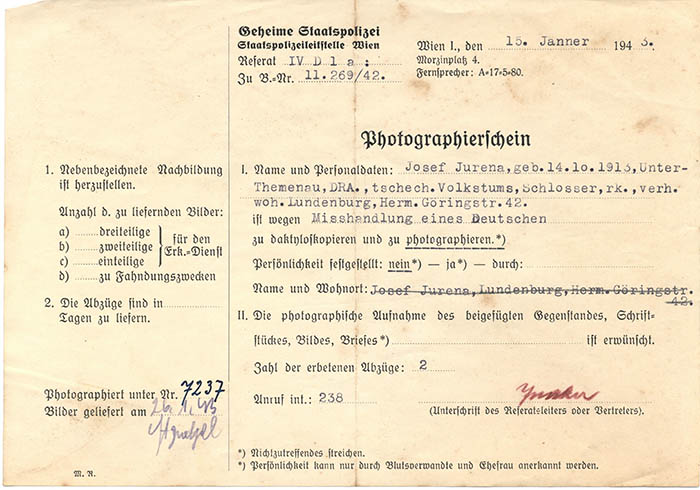 Geheime Staatspolizei
Staatspolizeileitstelle Wien
Referat IV D 1 a :
Zu B.-Nr. 11.269/42.
Wien I., den 15. Jänner 1943.
Morzinplatz 4.
Fernsprecher: A-17-5-80.
Photographierschein
1. Nebenbezeichnete Nachbildung
ist herzustellen.
Anzahl d. zu liefernden Bilder:
a) dreiteilige
b) zweiteilige
c) einteilige
für den
Erk.-Dienst
d) zu Fahndungszwecken
2. Die Abzüge sind in
Tagen zu liefern.
Photographiert unter Nr. 7237
Bilder geliefert am 26.1.43
M. R.
I. Name und Personaldaten: Josef Jurena,geb.14.10.1913,Unter-
Themenau,DRA.,tschech.Volkstums,Schlosser,rk.,verh.
woh.Lundenburg,Herm.Göringstr.42.
ist wegen Misshandlung eines Deutschen
zu daktyloskopieren und zu photographieren.*)
Persönlichkeit festgestellt: nein*) — ja*) — durch:
Name und Wohnort: Josef Jurena,Lundenburg,Herm.Göringstr.
42.
II. Die photographische Aufnahme des beigefügten Gegenstandes, Schrift-
stückes, Bildes, Briefes*) ist erwünscht.
Zahl der erbetenen Abzüge: 2
Anruf int.: 238
(Unterschrift des Referatsleiters oder Vertreters).
*) Nichtzutreffendes streichen.
*) Persönlichkeit kann nur durch Blutsverwandte und Ehefrau anerkannt werden.